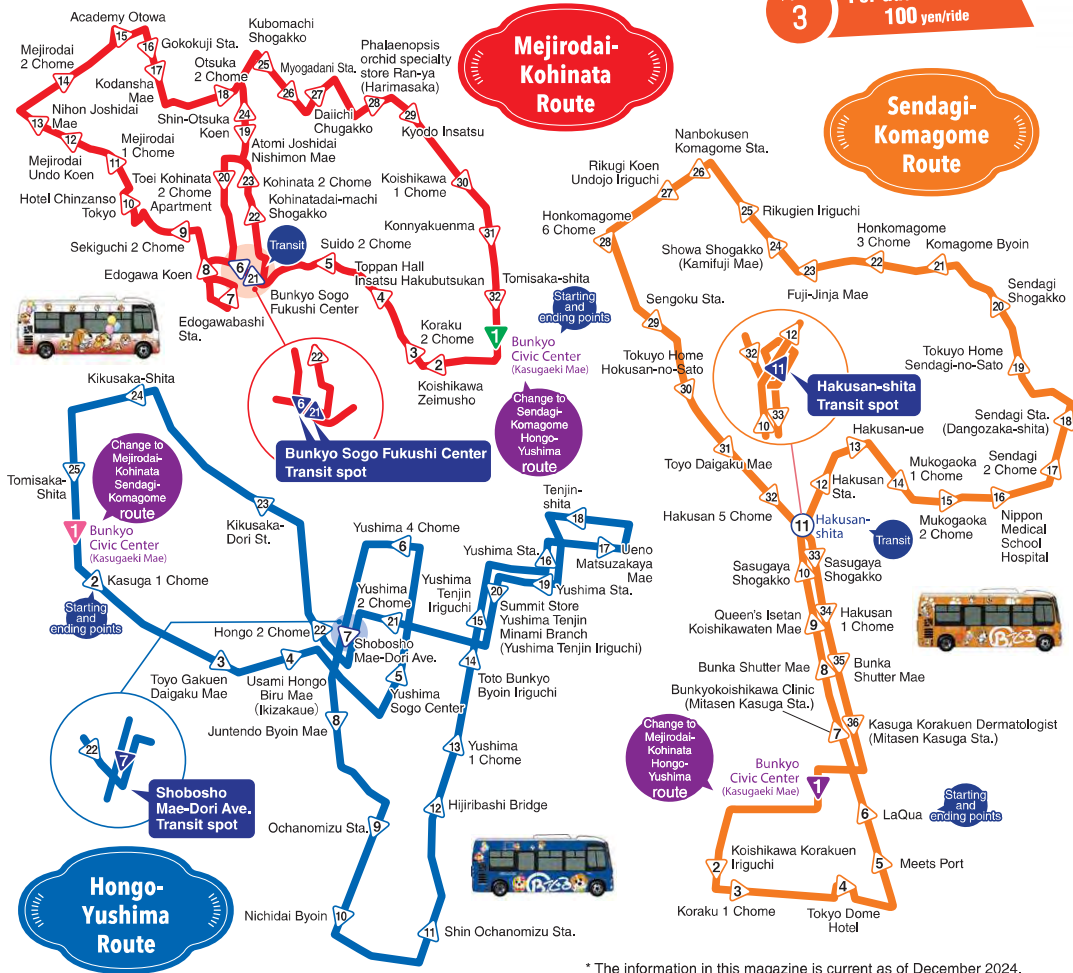 3
100 yen/ride
Mejirodai-
Kohinata
Route
Academy Otowa
15
16
Gokokuji Sta.
Mejirodai
2 Chome
14
Kodansha
Mae
17
Otsuka
2 Chome
18
Kubomachi
Shogakko
25
Myogadani Sta.
26
27
Daiichi
Chugakko
Phalaenopsis
orchid specialty
store Ran-ya
(Harimasaka)
28
29
Kyodo Insatsu
Nihon Joshidai
Mae
13
12
Mejirodai
Undo Koen
Mejirodai
1 Chome
11
Shin-Otsuka
Koen
24
19
Atomi Joshidai
Nishimon Mae
Toei Kohinata
2 Chome
Apartment
20
23
Kohinata 2 Chome
Kohinatadai-machi
Shogakko
22
Koishikawa
1 Chome
30
Hotel Chinzanso
Tokyo
10
9
Sekiguchi 2 Chome
8
Edogawa Koen
7
Edogawabashi
Sta.
6
21
Transit
Bunkyo Sogo
Fukushi Center
Suido 2 Chome
5
Toppan Hall
Insatsu Hakubutsukan
4
Konnyakuenma
31
Tomisaka-shita
32
Starting
and
ending points
Koraku
2 Chome
3
2
Koishikawa
Zeimusho
1
Bunkyo
Civic Center
(Kasugaeki Mae)
Change to
Sendagi-
Komagome
Hongo-
Yushima
route
22
6
21
Bunkyo Sogo Fukushi Center
Transit spot
Sendagi-
Komagome
Route
Nanbokusen
Komagome Sta.
26
Rikugi Koen
Undojo Iriguchi
27
25
Rikugien Iriguchi
Honkomagome
6 Chome
28
Showa Shogakko
(Kamifuji Mae)
24
Honkomagome
3 Chome
22
Komagome Byoin
21
23
Fuji-Jinja Mae
Sendagi
Shogakko
20
Sengoku Sta.
29
Tokuyo Home
Hokusan-no-Sato
30
Tokuyo Home
Sendagi-no-Sato
19
12
32
11
33
10
Hakusan-shita
Transit spot
Sendagi Sta.
(Dangozaka-shita)
18
31
Toyo Daigaku Mae
Hakusan-ue
13
Mukogaoka
1 Chome
14
Sendagi
2 Chome
17
32
Hakusan 5 Chome
12
Hakusan
Sta.
15
Mukogaoka
2 Chome
16
Nippon
Medical
School
Hospital
11
Hakusan-
shita
Transit
Sasugaya
Shogakko
10
33
Sasugaya
Shogakko
Queen's Isetan
Koishikawaten Mae
9
34
Hakusan
1 Chome
Bunka Shutter Mae
8
35
Bunka
Shutter Mae
Bunkyokoishikawa Clinic
(Mitasen Kasuga Sta.)
7
36
Kasuga Korakuen Dermatologist
(Mitasen Kasuga Sta.)
Change to
Mejirodai-
Kohinata
Hongo-
Yushima
route
Bunkyo
Civic Center
(Kasugaeki Mae)
1
6
LaQua
Starting
and
ending points
Koishikawa Korakuen
Iriguchi
2
3
Koraku 1 Chome
4
Tokyo Dome
Hotel
5
Meets Port
Kikusaka-Shita
24
Tomisaka-
Shita
25
Change to
Mejirodai-
Kohinata
Sendagi-
Komagome
route
1
Bunkyo
Civic Center
(Kasugaeki Mae)
2
Kasuga 1 Chome
Starting
and
ending points
23
Kikusaka-
Dori St.
Hongo 2 Chome
22
3
Toyo Gakuen
Daigaku Mae
4
Usami Hongo
Biru Mae
(Ikizakaue)
Yushima 4 Chome
6
Yushima
2 Chome
21
7
Shobosho
Mae-Dori Ave.
5
Yushima
Sogo Center
8
Juntendo Byoin Mae
Tenjin-
shita
18
17
Ueno
Matsuzakaya
Mae
Yushima Sta.
16
19
Yushima Sta.
Yushima
Tenjin
Iriguchi
15
20
Summit Store
Yushima Tenjin
Minami Branch
(Yushima Tenjin Iriguchi)
14
Toto Bunkyo
Byoin Iriguchi
13
Yushima
1 Chome
12
Hijiribashi Bridge
Ochanomizu Sta.
9
Nichidai Byoin
10
11
Shin Ochanomizu Sta.
22
7
Shobosho
Mae-Dori Ave.
Transit spot
Hongo-
Yushima
Route
* The information in this magazine is current as of December 2024.